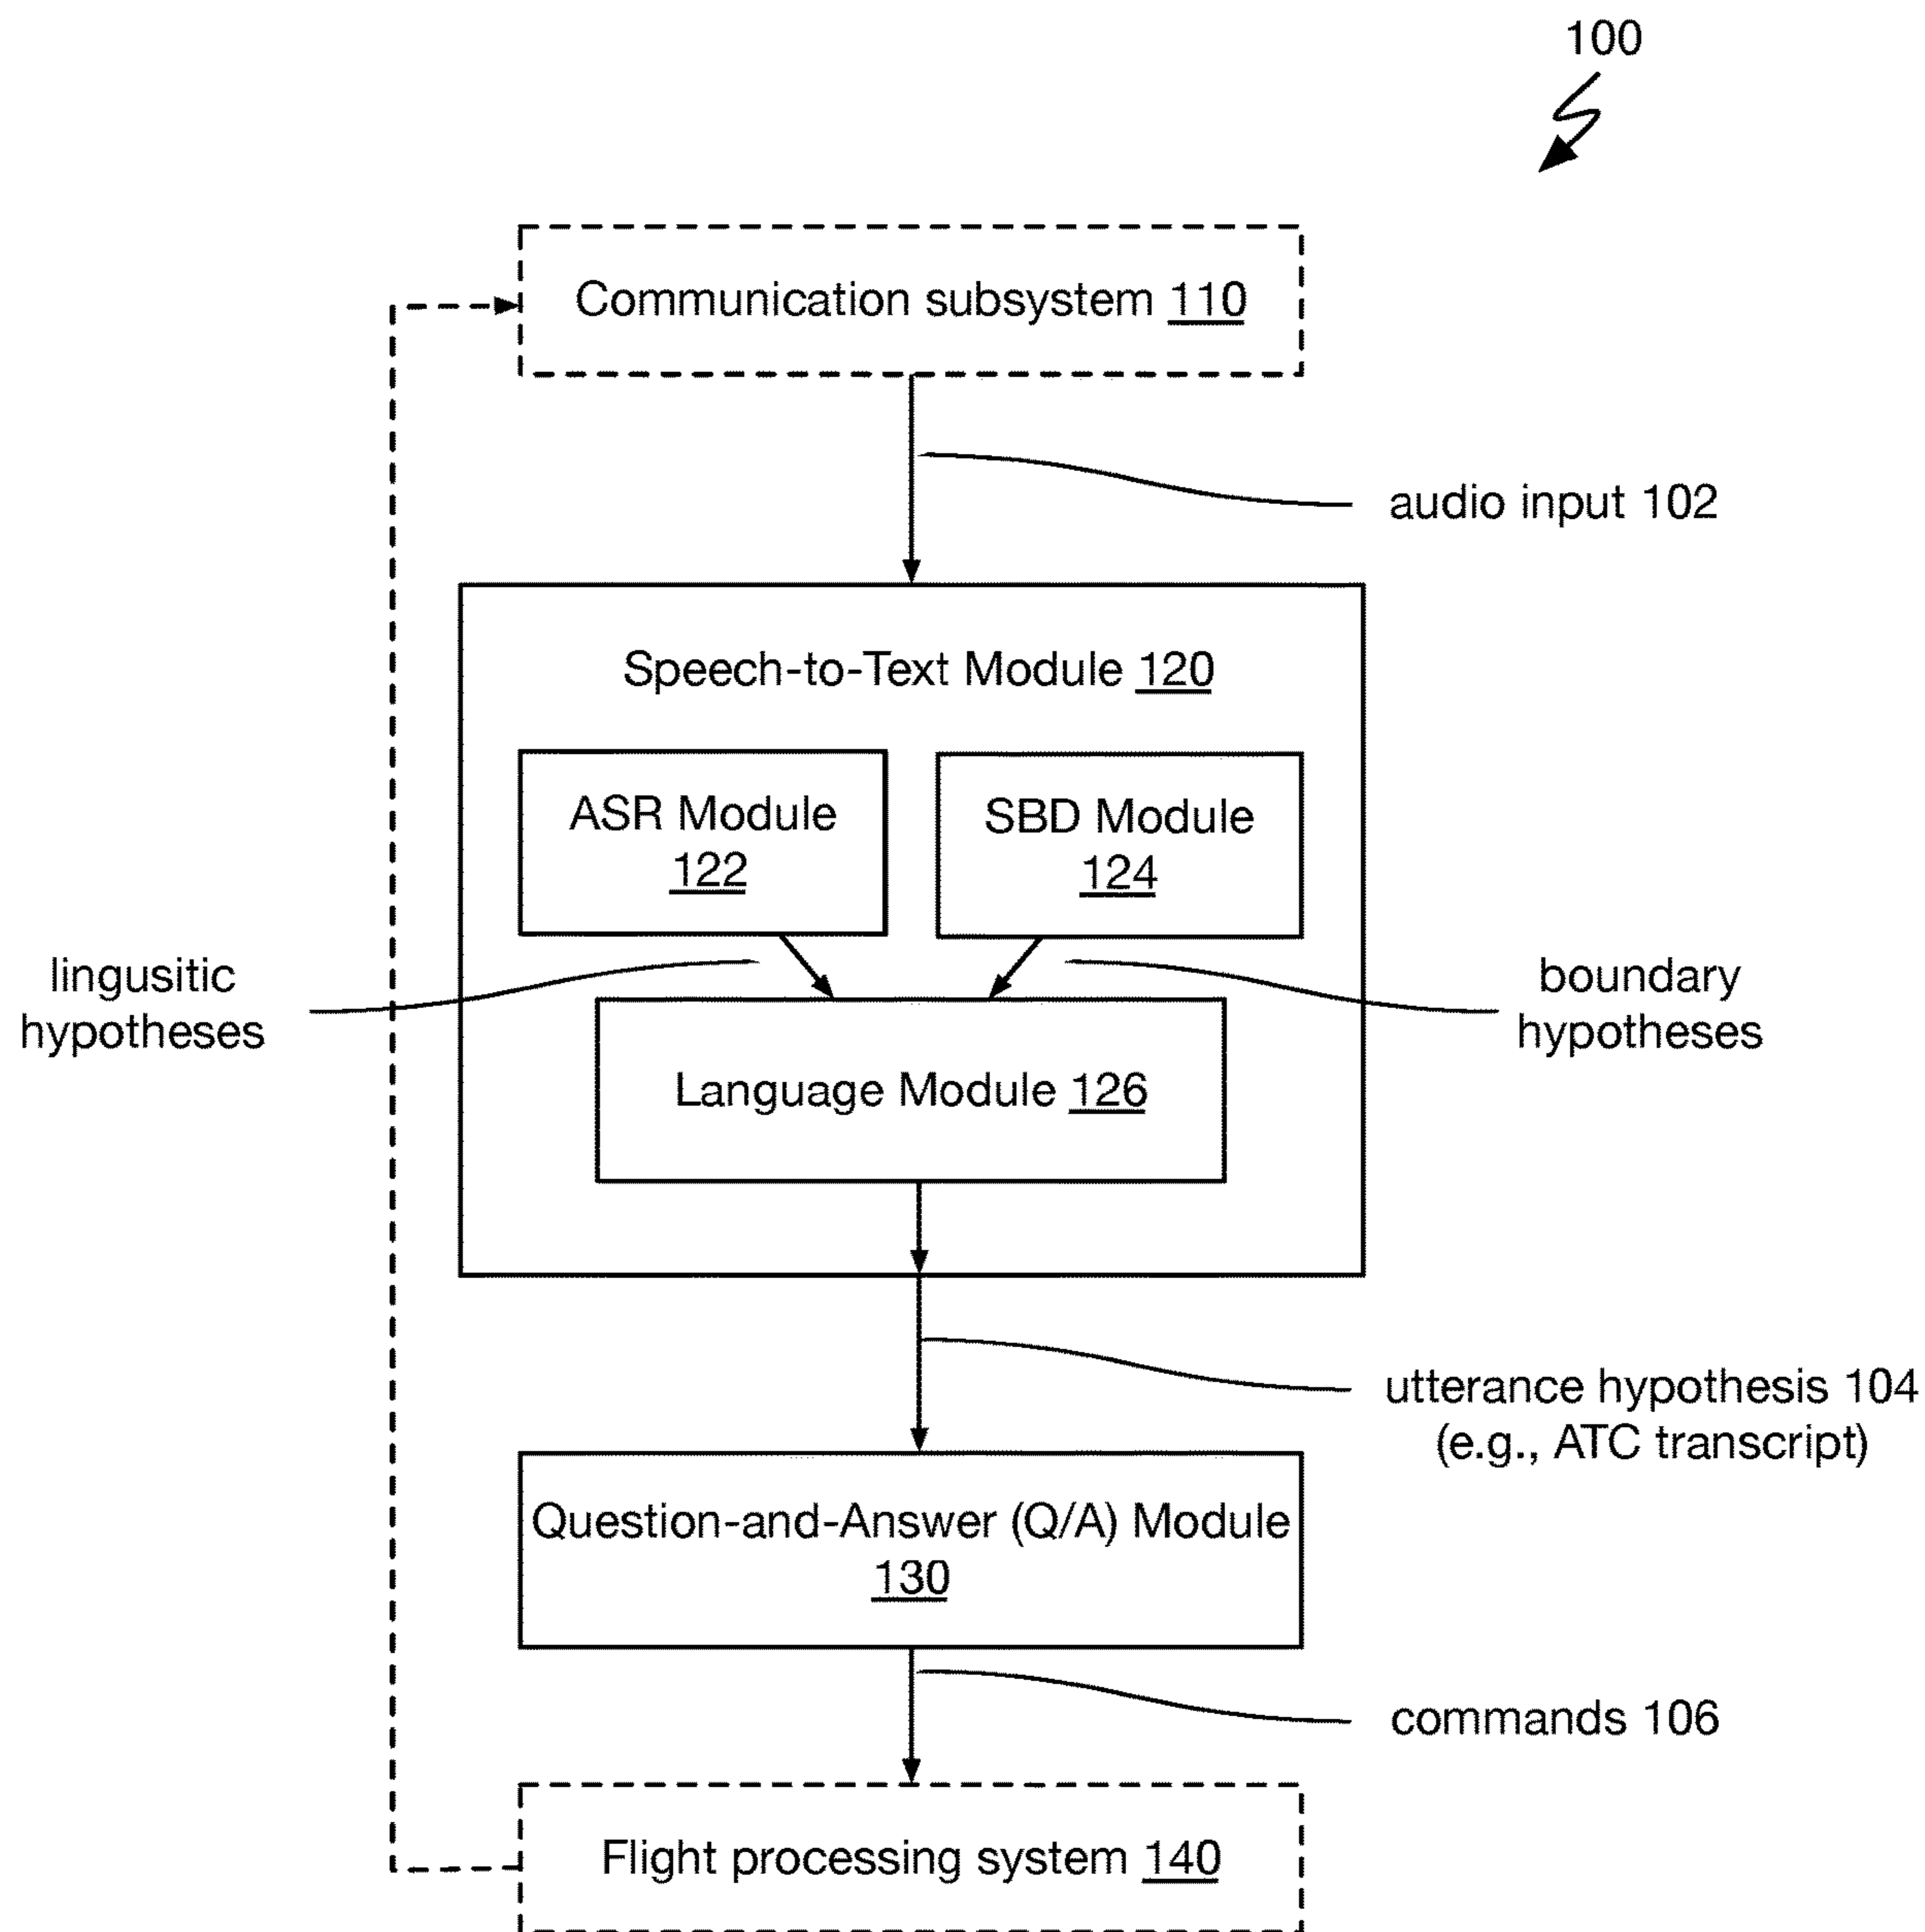 100
Communication subsystem 110
audio input 102
Speech-to-Text Module 120
ASR Module
122
SBD Module
124
lingusitic
hypotheses
boundary
hypotheses
Language Module 126
utterance hypothesis 104
(e.g., ATC transcript)
Question-and-Answer (Q/A) Module
130
commands 106
Flight processing system 140